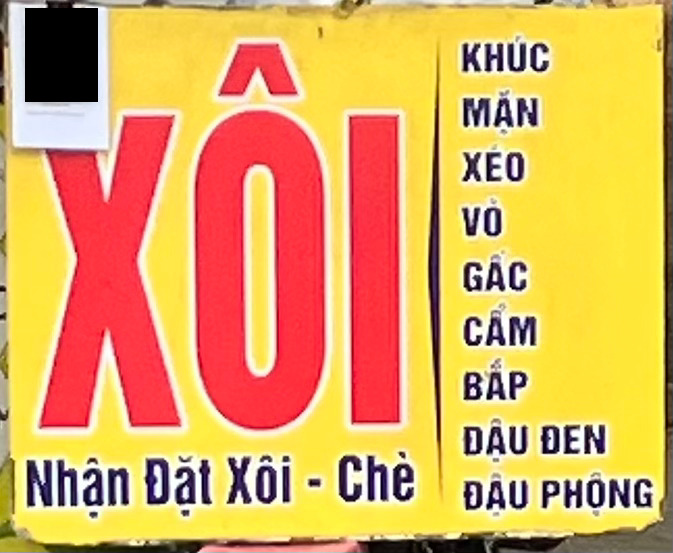 XÔI
Nhận Đặt Xôi - Chè
KHÚC
MẶN
XÉO
VÒ
GẤC
CẨM
BẮP
ĐẬU ĐEN
ĐẬU PHỘNG